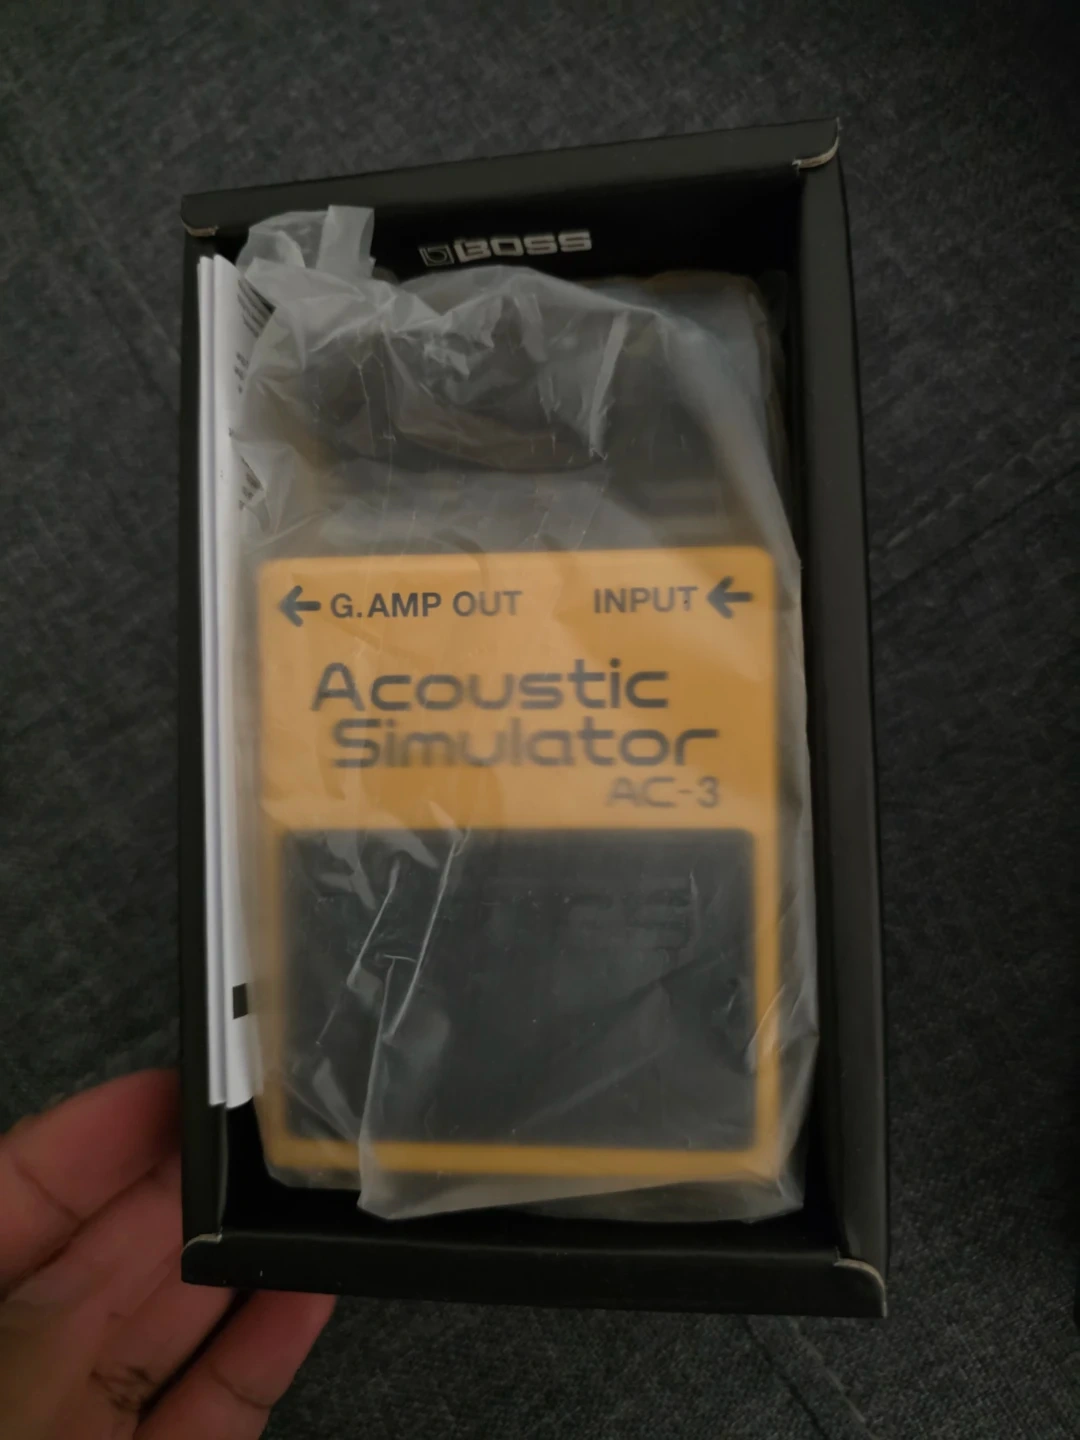 BOSS
← G.AMP OUT INPUT ←
Acoustic
Simulator
AC-3